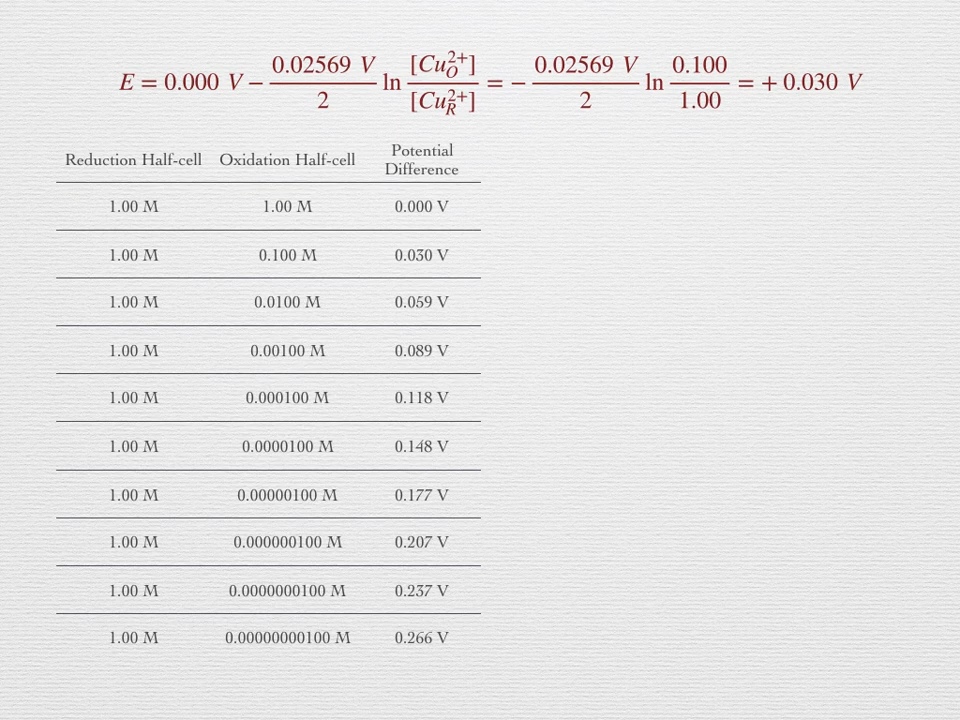 E = 0.000 V − 0.02569 V / 2 ln [Cu_O^2+] / [Cu_R^2+] = − 0.02569 V / 2 ln 0.100 / 1.00 = + 0.030 V
Reduction Half-cell Oxidation Half-cell Potential Difference
1.00 M 1.00 M 0.000 V
1.00 M 0.100 M 0.030 V
1.00 M 0.0100 M 0.059 V
1.00 M 0.00100 M 0.089 V
1.00 M 0.000100 M 0.118 V
1.00 M 0.0000100 M 0.148 V
1.00 M 0.00000100 M 0.177 V
1.00 M 0.000000100 M 0.207 V
1.00 M 0.0000000100 M 0.237 V
1.00 M 0.00000000100 M 0.266 V